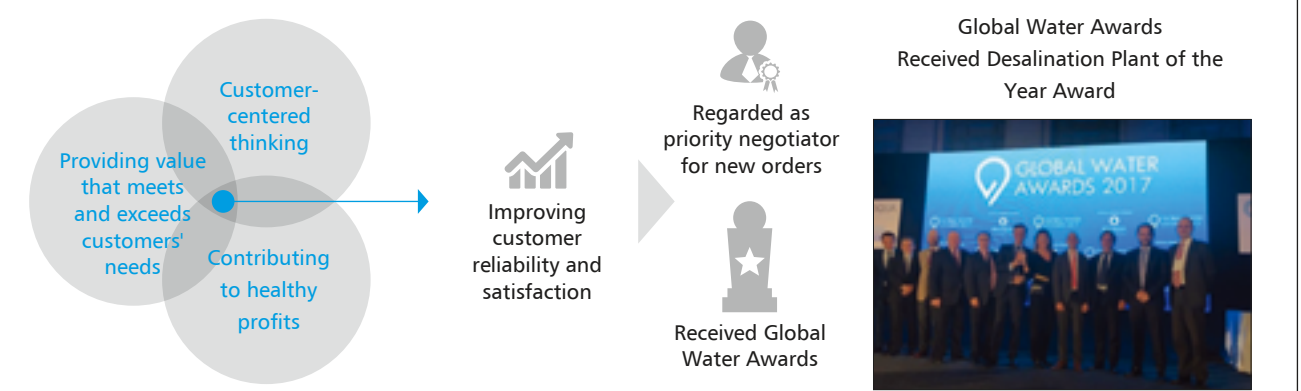 Customer-
centered
thinking
Providing value
that meets
and exceeds
customers'
needs
Contributing
to healthy
profits
Improving
customer
reliability and
satisfaction
Regarded as
priority negotiator
for new orders
Received Global
Water Awards
Global Water Awards
Received Desalination Plant of the
Year Award
GLOBAL WATER
AWARDS 2017